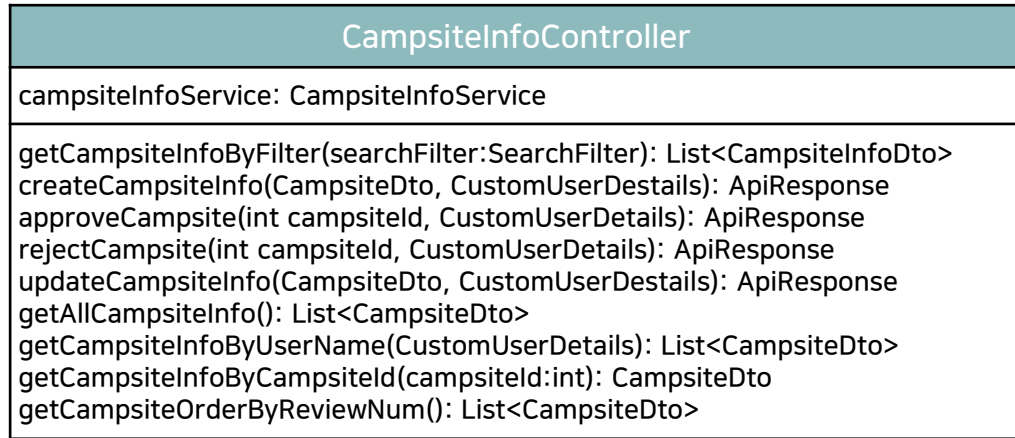 CampsiteInfoController
campsiteInfoService: CampsiteInfoService
getCampsiteInfoByFilter(searchFilter:SearchFilter): List<CampsiteInfoDto>
createCampsiteInfo(CampsiteDto, CustomUserDestails): ApiResponse
approveCampsite(int campsiteId, CustomUserDetails): ApiResponse
rejectCampsite(int campsiteId, CustomUserDetails): ApiResponse
updateCampsiteInfo(CampsiteDto, CustomUserDestails): ApiResponse
getAllCampsiteInfo(): List<CampsiteDto>
getCampsiteInfoByUserName(CustomUserDetails): List<CampsiteDto>
getCampsiteInfoByCampsiteId(campsiteId:int): CampsiteDto
getCampsiteOrderByReviewNum(): List<CampsiteDto>